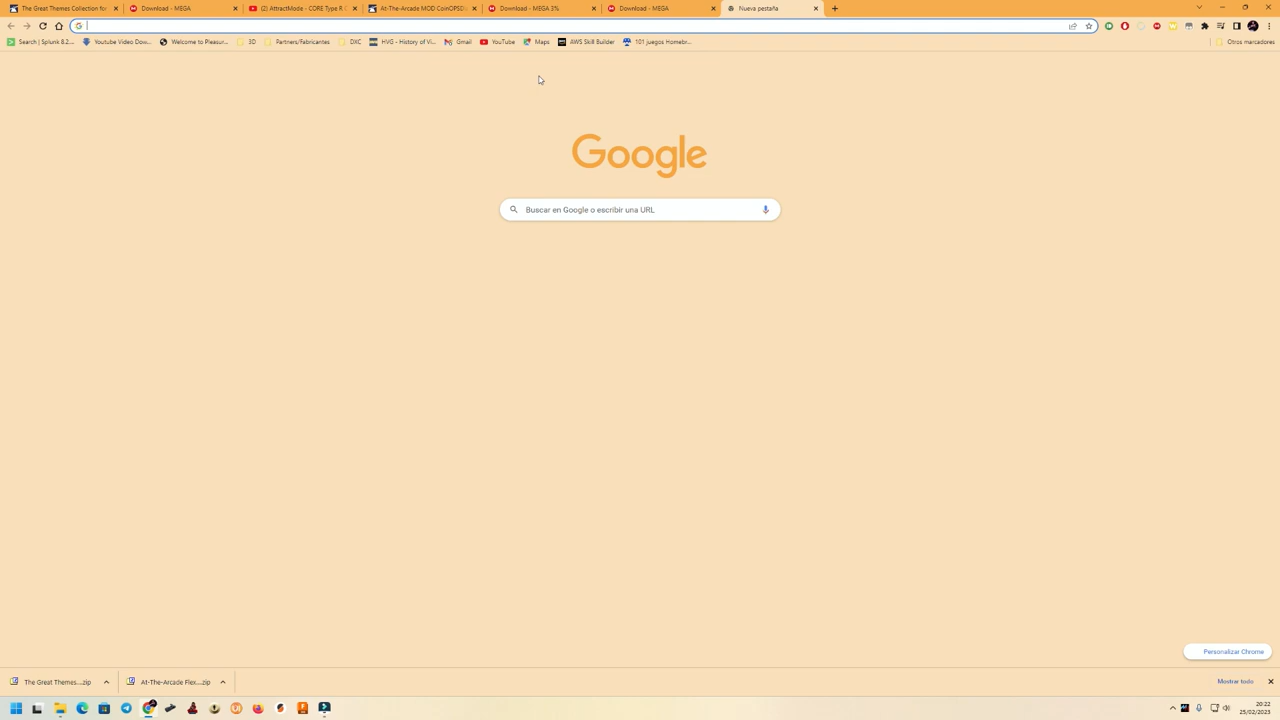 The Great Themes Collection for
Download - MEGA
(2) AttractMode - CORE Type R C
At-The-Arcade MOD CoinOPSDi
Download - MEGA 3%
Download - MEGA
Nueva pestaña
Search | Splunk 8.2...
Youtube Video Dow...
Welcome to Pleasur...
3D
Partners/Fabricantes
DXC
HVG - History of Vi...
Gmail
YouTube
Maps
AWS Skill Builder
101 juegos Homebr...
Otros marcadores
Google
Buscar en Google o escribir una URL
Personalizar Chrome
The Great Themes....zip
At-The-Arcade Flex....zip
Mostrar todo
20:22
25/02/2023